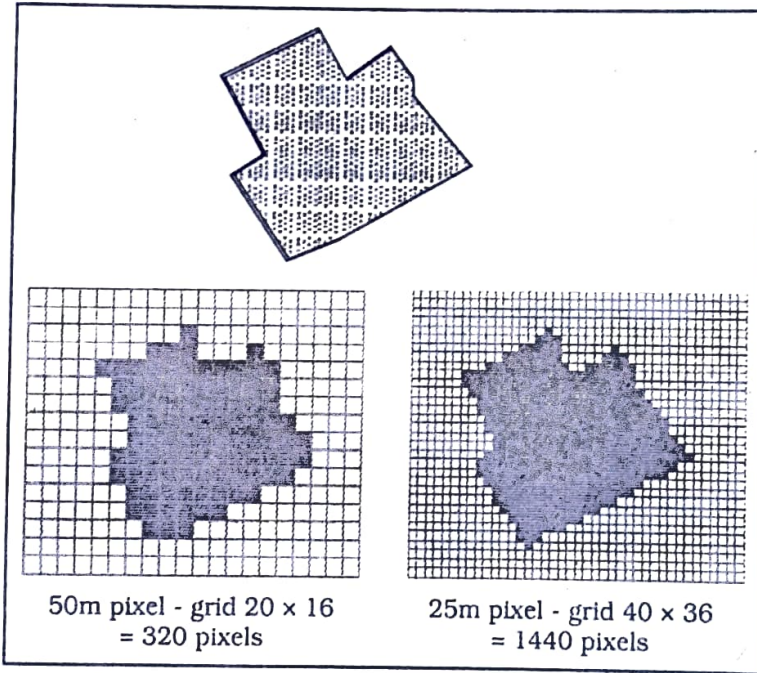 50m pixel - grid 20 × 16
= 320 pixels
25m pixel - grid 40 × 36
= 1440 pixels